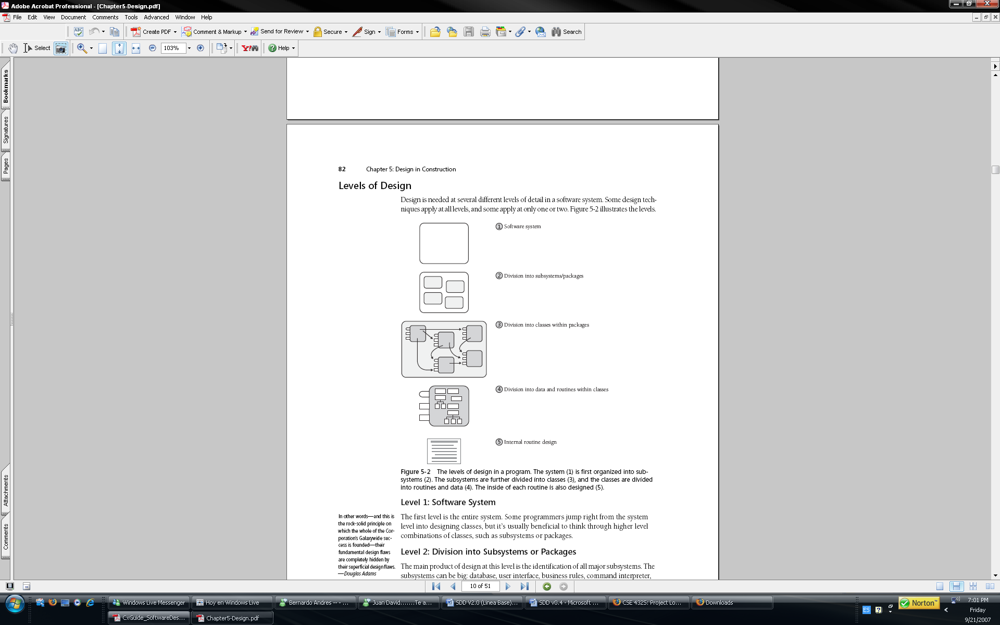 Adobe Acrobat Professional - [Chapter5-Design.pdf]
File Edit View Document Comments Tools Advanced Window Help
Create PDF Comment & Markup Send for Review Secure Sign Forms Search
Select 103% Y! Help
Bookmarks
Signatures
Pages
Attachments
Comments
82 Chapter 5: Design in Construction
Levels of Design
Design is needed at several different levels of detail in a software system. Some design tech-
niques apply at all levels, and some apply at only one or two. Figure 5-2 illustrates the levels.
1 Software system
2 Division into subsystems/packages
3 Division into classes within packages
4 Division into data and routines within classes
5 Internal routine design
Figure 5-2 The levels of design in a program. The system (1) is first organized into sub-
systems (2). The subsystems are further divided into classes (3), and the classes are divided
into routines and data (4). The inside of each routine is also designed (5).
Level 1: Software System
The first level is the entire system. Some programmers jump right from the system
level into designing classes, but it's usually beneficial to think through higher level
combinations of classes, such as subsystems or packages.
In other words—and this is
the rock-solid principle on
which the whole of the Cor-
poration's Galaxywide suc-
cess is founded—their
fundamental design flaws
are completely hidden by
their superficial design flaws.
—Douglas Adams
Level 2: Division into Subsystems or Packages
The main product of design at this level is the identification of all major subsystems. The
subsystems can be big: database, user interface, business rules, command interpreter,
10 of 51
Windows Live Messenger Hoy en Windows Live Bernardo Andres -- - ... Juan David.......Te a... SDD V2.0 (Linea Base)... SDD v0.4 - Microsoft ... CSE 4325: Project Lo... Downloads
CxGuide_SoftwareDes... Chapter5-Design.pdf
ES
Norton™
7:01 PM
Friday
9/21/2007